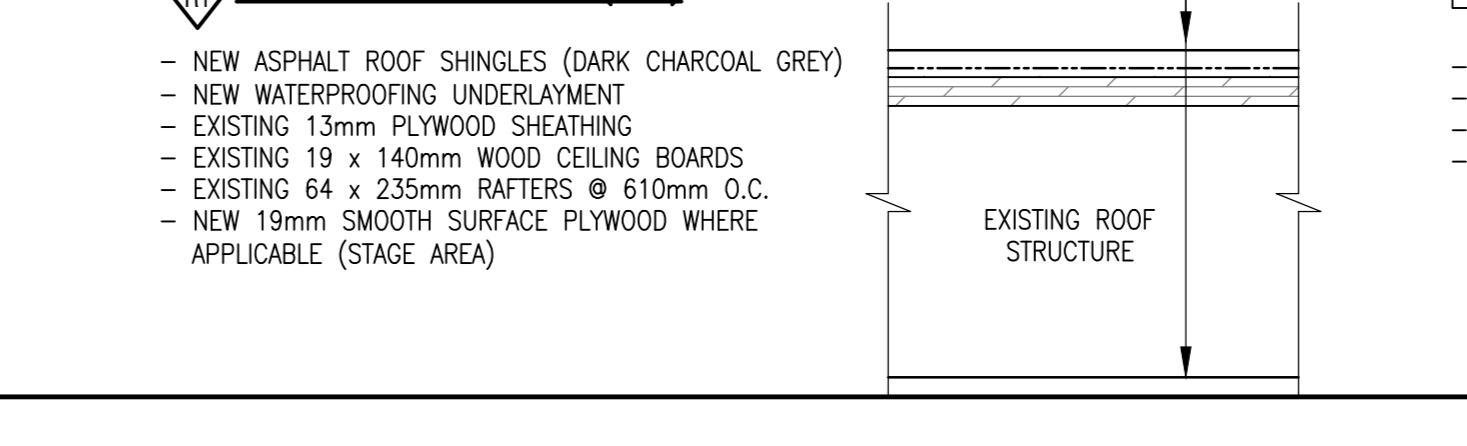 – NEW ASPHALT ROOF SHINGLES (DARK CHARCOAL GREY)
– NEW WATERPROOFING UNDERLAYMENT
– EXISTING 13mm PLYWOOD SHEATHING
– EXISTING 19 x 140mm WOOD CEILING BOARDS
– EXISTING 64 x 235mm RAFTERS @ 610mm O.C.
– NEW 19mm SMOOTH SURFACE PLYWOOD WHERE
APPLICABLE (STAGE AREA)
EXISTING ROOF
STRUCTURE